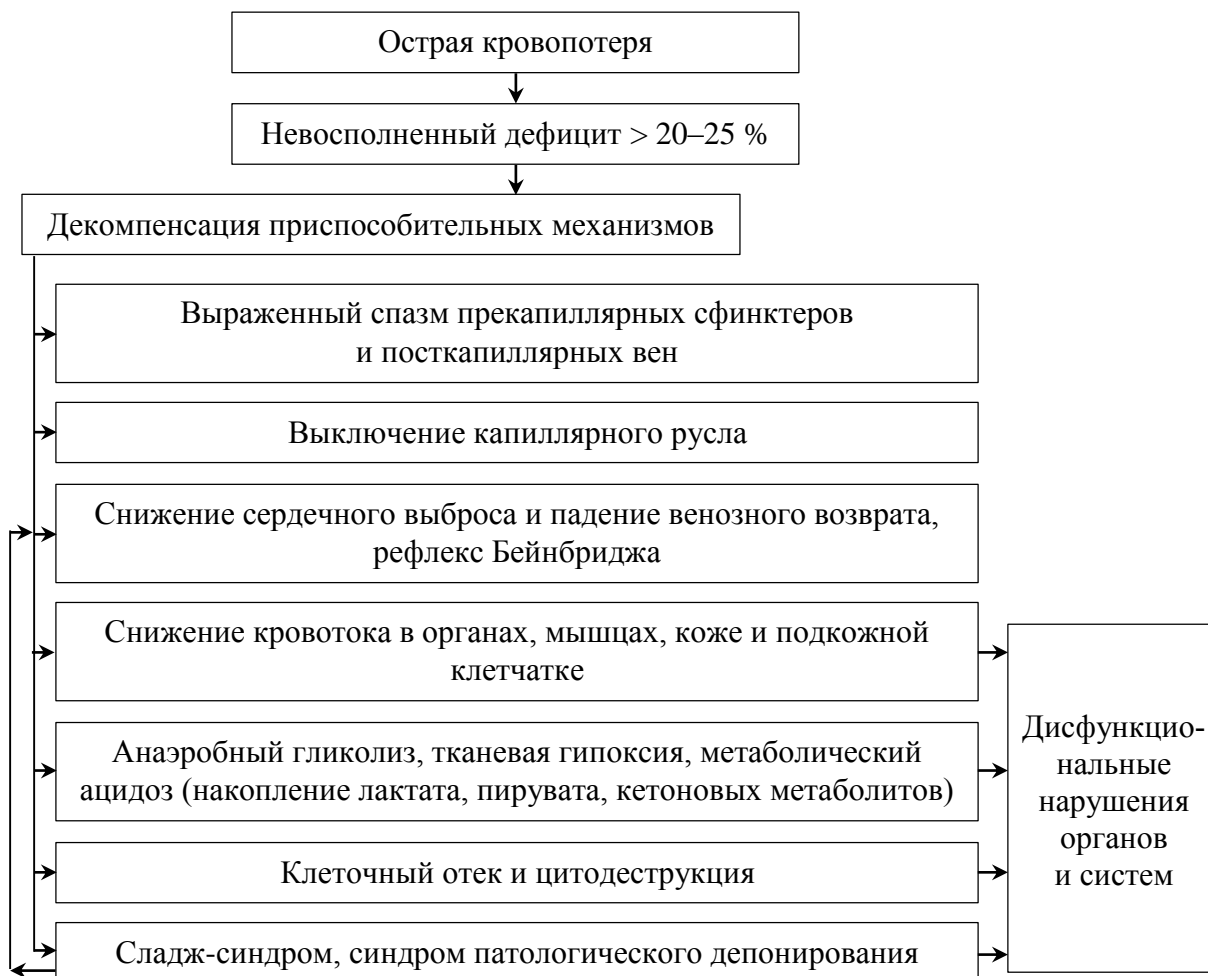 Острая кровопотеря
Невосполненный дефицит > 20–25 %
Декомпенсация приспособительных механизмов
Выраженный спазм прекапиллярных сфинктеров
и посткапиллярных вен
Выключение капиллярного русла
Снижение сердечного выброса и падение венозного возврата,
рефлекс Бейнбриджа
Снижение кровотока в органах, мышцах, коже и подкожной
клетчатке
Анаэробный гликолиз, тканевая гипоксия, метаболический
ацидоз (накопление лактата, пирувата, кетоновых метаболитов)
Клеточный отек и цитодеструкция
Сладж-синдром, синдром патологического депонирования
Дисфункцио-
нальные
нарушения
органов
и систем